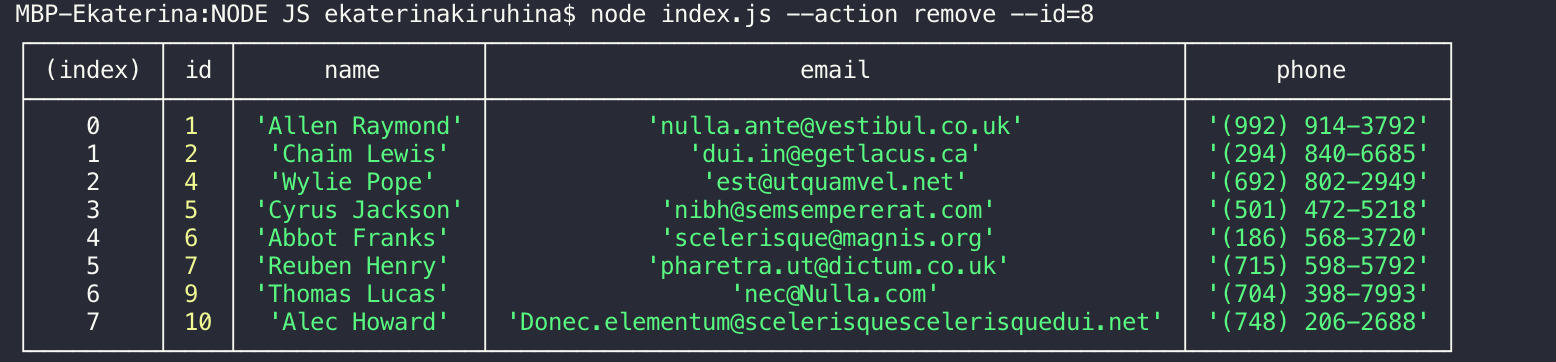 MBP-Ekaterina:NODE JS ekaterinakiruhina$ node index.js --action remove --id=8
(index) id name email phone
0 1 'Allen Raymond' 'nulla.ante@vestibul.co.uk' '(992) 914-3792'
1 2 'Chaim Lewis' 'dui.in@egetlacus.ca' '(294) 840-6685'
2 4 'Wylie Pope' 'est@utquamvel.net' '(692) 802-2949'
3 5 'Cyrus Jackson' 'nibh@semsempererat.com' '(501) 472-5218'
4 6 'Abbot Franks' 'scelerisque@magnis.org' '(186) 568-3720'
5 7 'Reuben Henry' 'pharetra.ut@dictum.co.uk' '(715) 598-5792'
6 9 'Thomas Lucas' 'nec@Nulla.com' '(704) 398-7993'
7 10 'Alec Howard' 'Donec.elementum@scelerisquescelerisquedui.net' '(748) 206-2688'